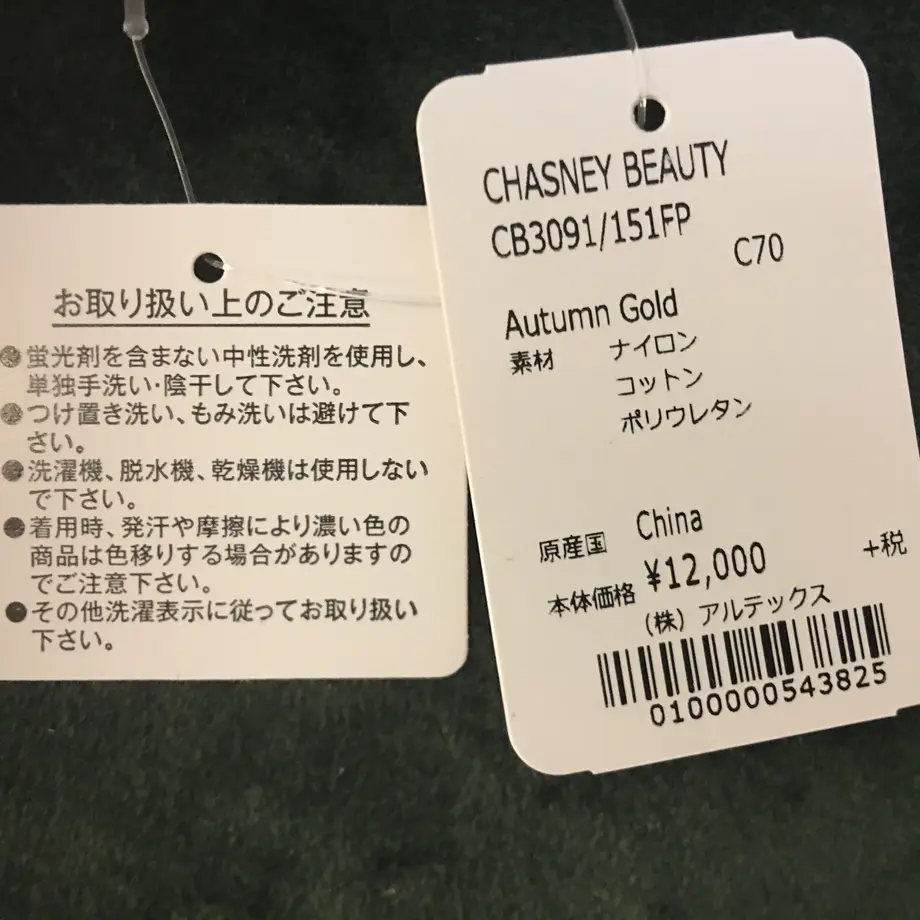 お取り扱い上のご注意
●蛍光剤を含まない中性洗剤を使用し、
単独手洗い・陰干して下さい。
●つけ置き洗い、もみ洗いは避けて下
さい。
●洗濯機、脱水機、乾燥機は使用しない
で下さい。
●着用時、発汗や摩擦により濃い色の
商品は色移りする場合がありますの
でご注意下さい。
●その他洗濯表示に従ってお取り扱い
下さい。
CHASNEY BEAUTY
CB3091/151FP
C70
Autumn Gold
素材 ナイロン
コットン
ポリウレタン
原産国 China
本体価格 ¥12,000 +税
(株) アルテックス
0100000543825